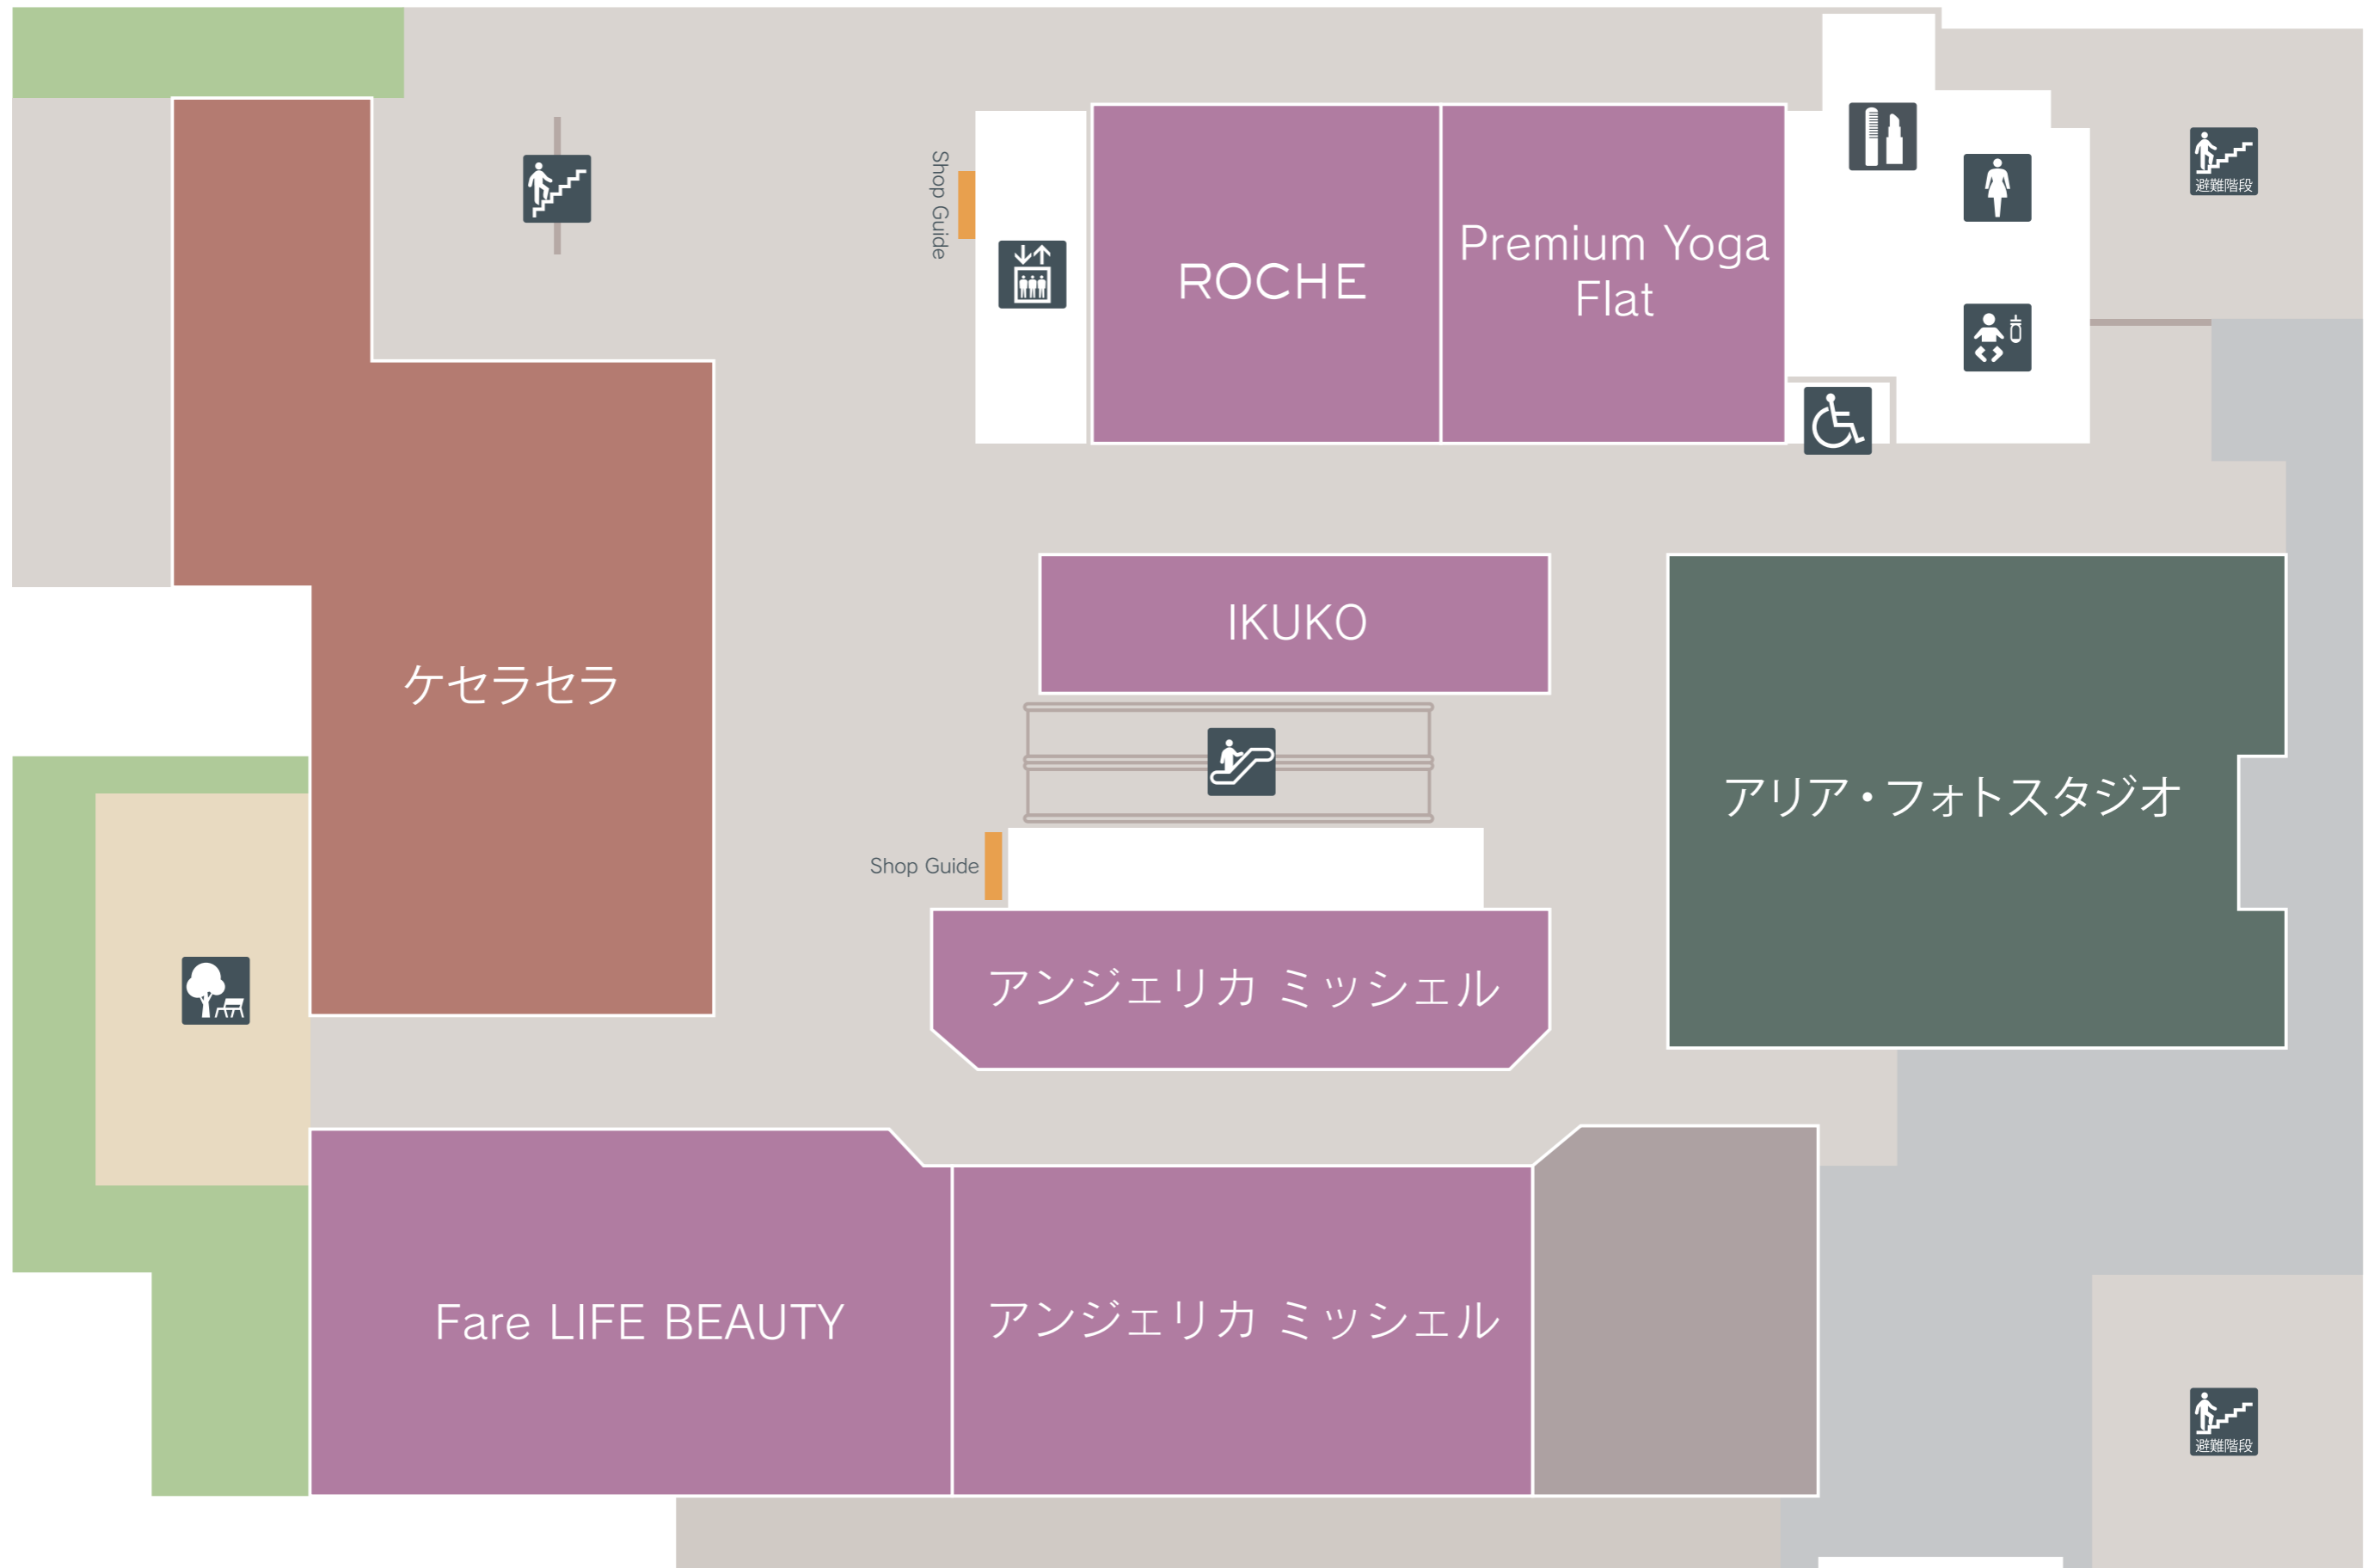 避難階段
Shop Guide
ROCHE
Premium Yoga
Flat
IKUKO
ケセラセラ
アリア・フォトスタジオ
Shop Guide
アンジェリカ ミッシェル
Fare LIFE BEAUTY
アンジェリカ ミッシェル
避難階段